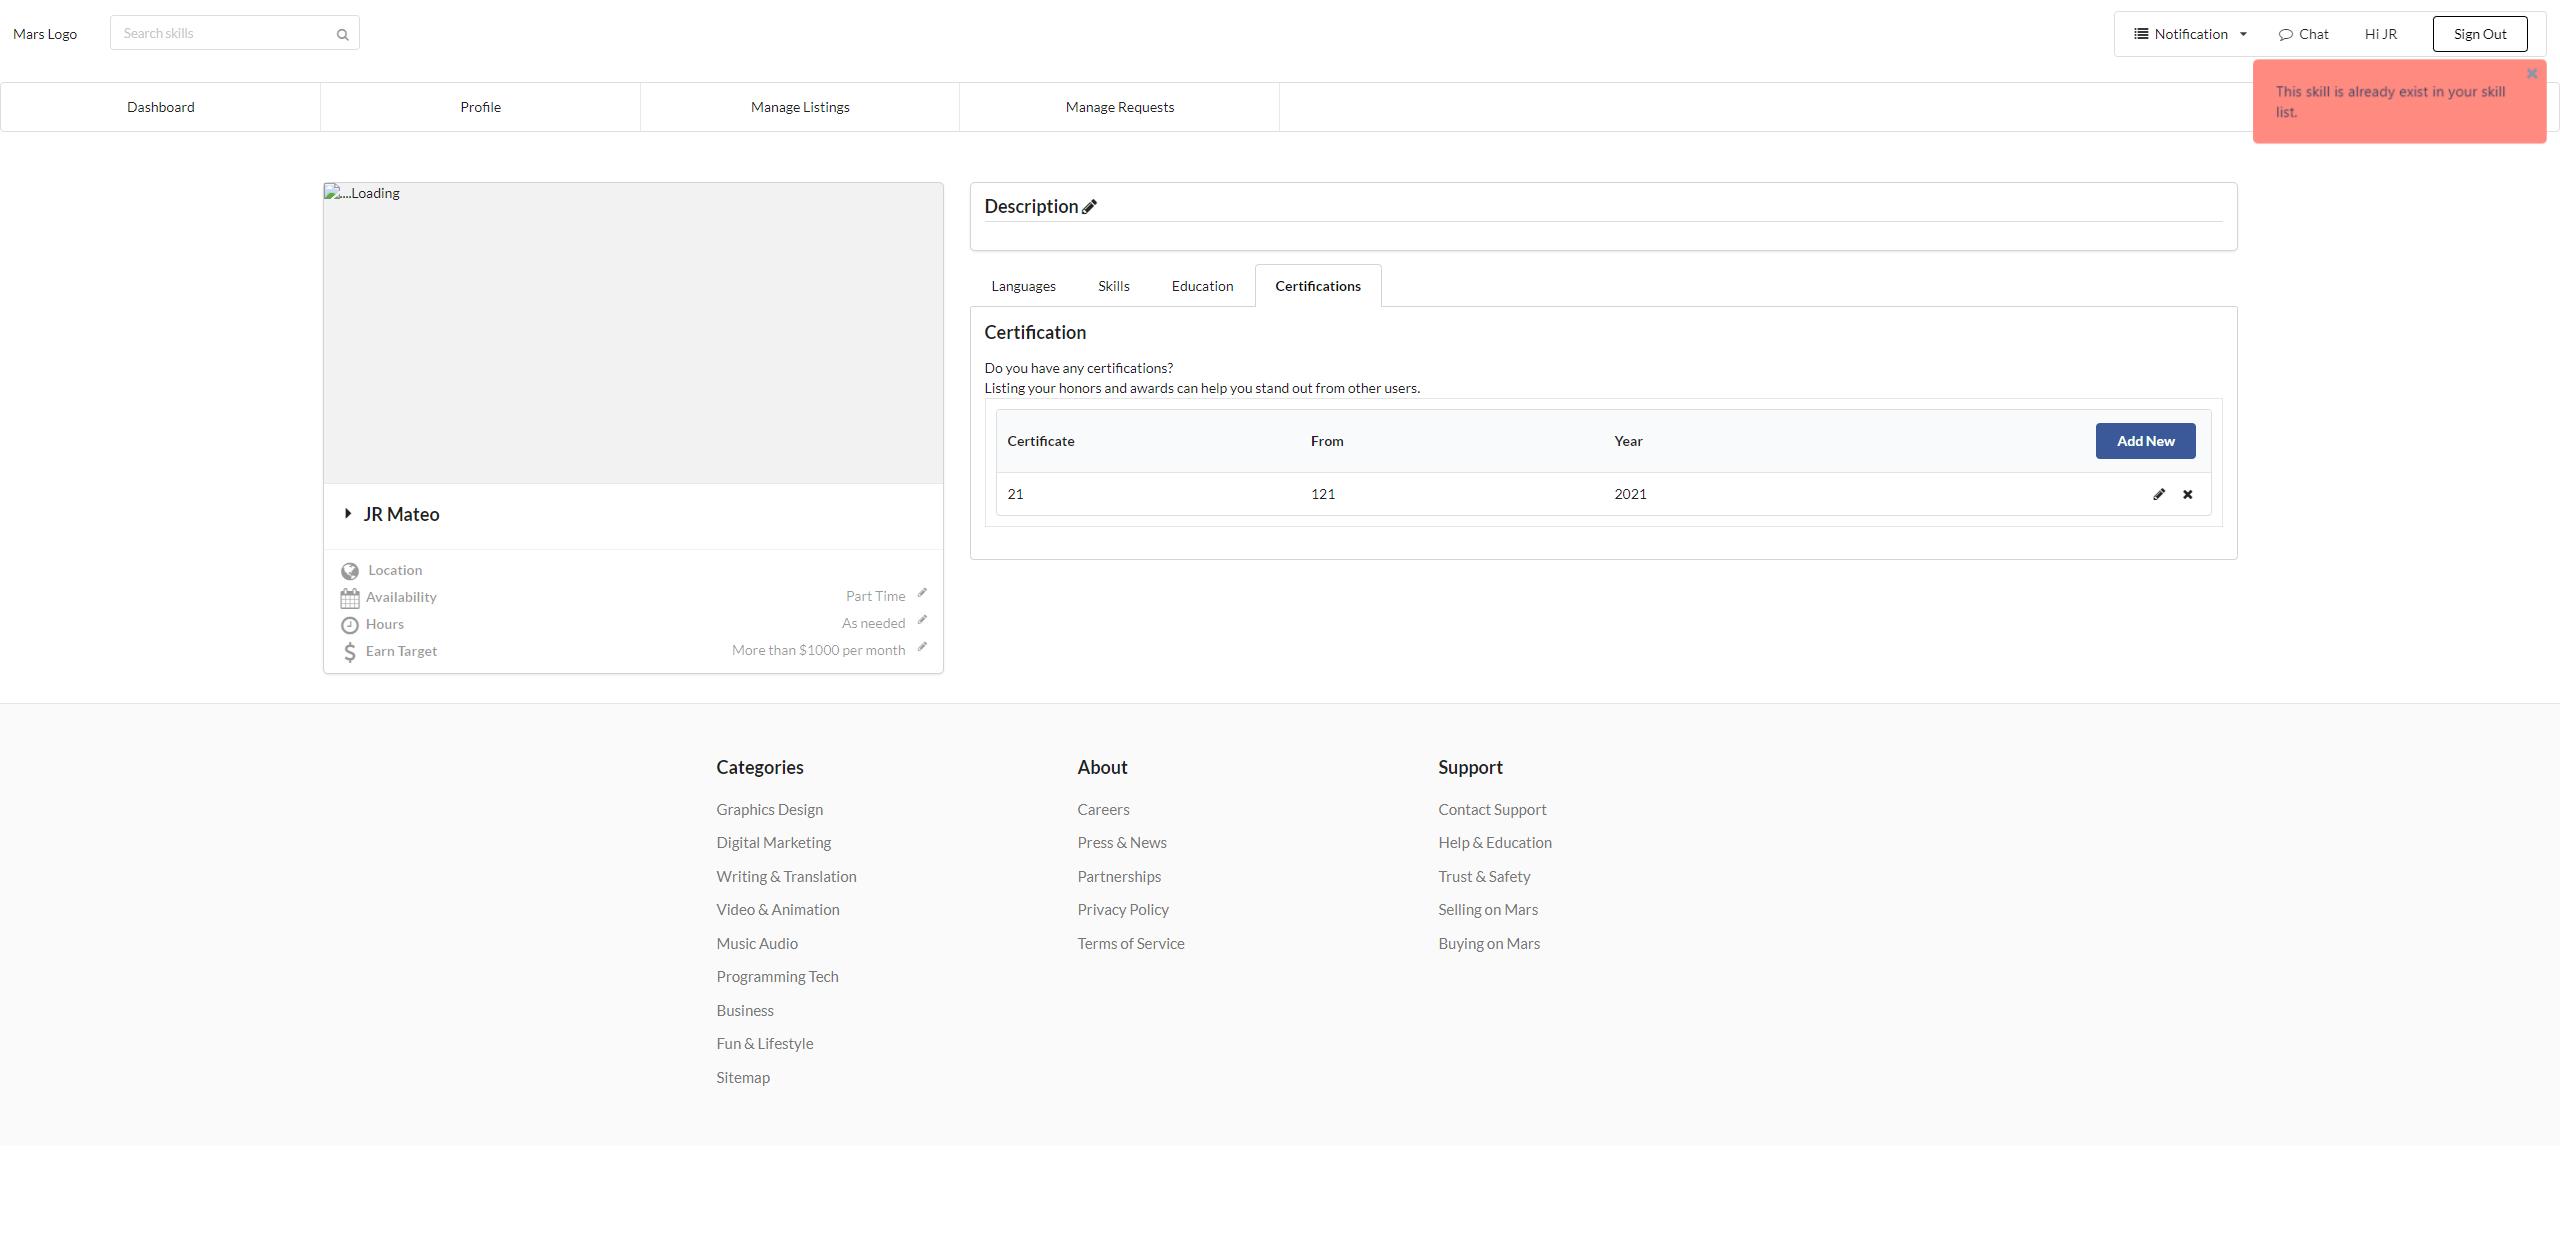 Mars Logo
Search skills
Notification
Chat
Hi JR
Sign Out
This skill is already exist in your skill
list.
Dashboard
Profile
Manage Listings
Manage Requests
....Loading
JR Mateo
Location
Availability
Part Time
Hours
As needed
Earn Target
More than $1000 per month
Description
Languages
Skills
Education
Certifications
Certification
Do you have any certifications?
Listing your honors and awards can help you stand out from other users.
Certificate
From
Year
Add New
21
121
2021
Categories
Graphics Design
Digital Marketing
Writing & Translation
Video & Animation
Music Audio
Programming Tech
Business
Fun & Lifestyle
Sitemap
About
Careers
Press & News
Partnerships
Privacy Policy
Terms of Service
Support
Contact Support
Help & Education
Trust & Safety
Selling on Mars
Buying on Mars